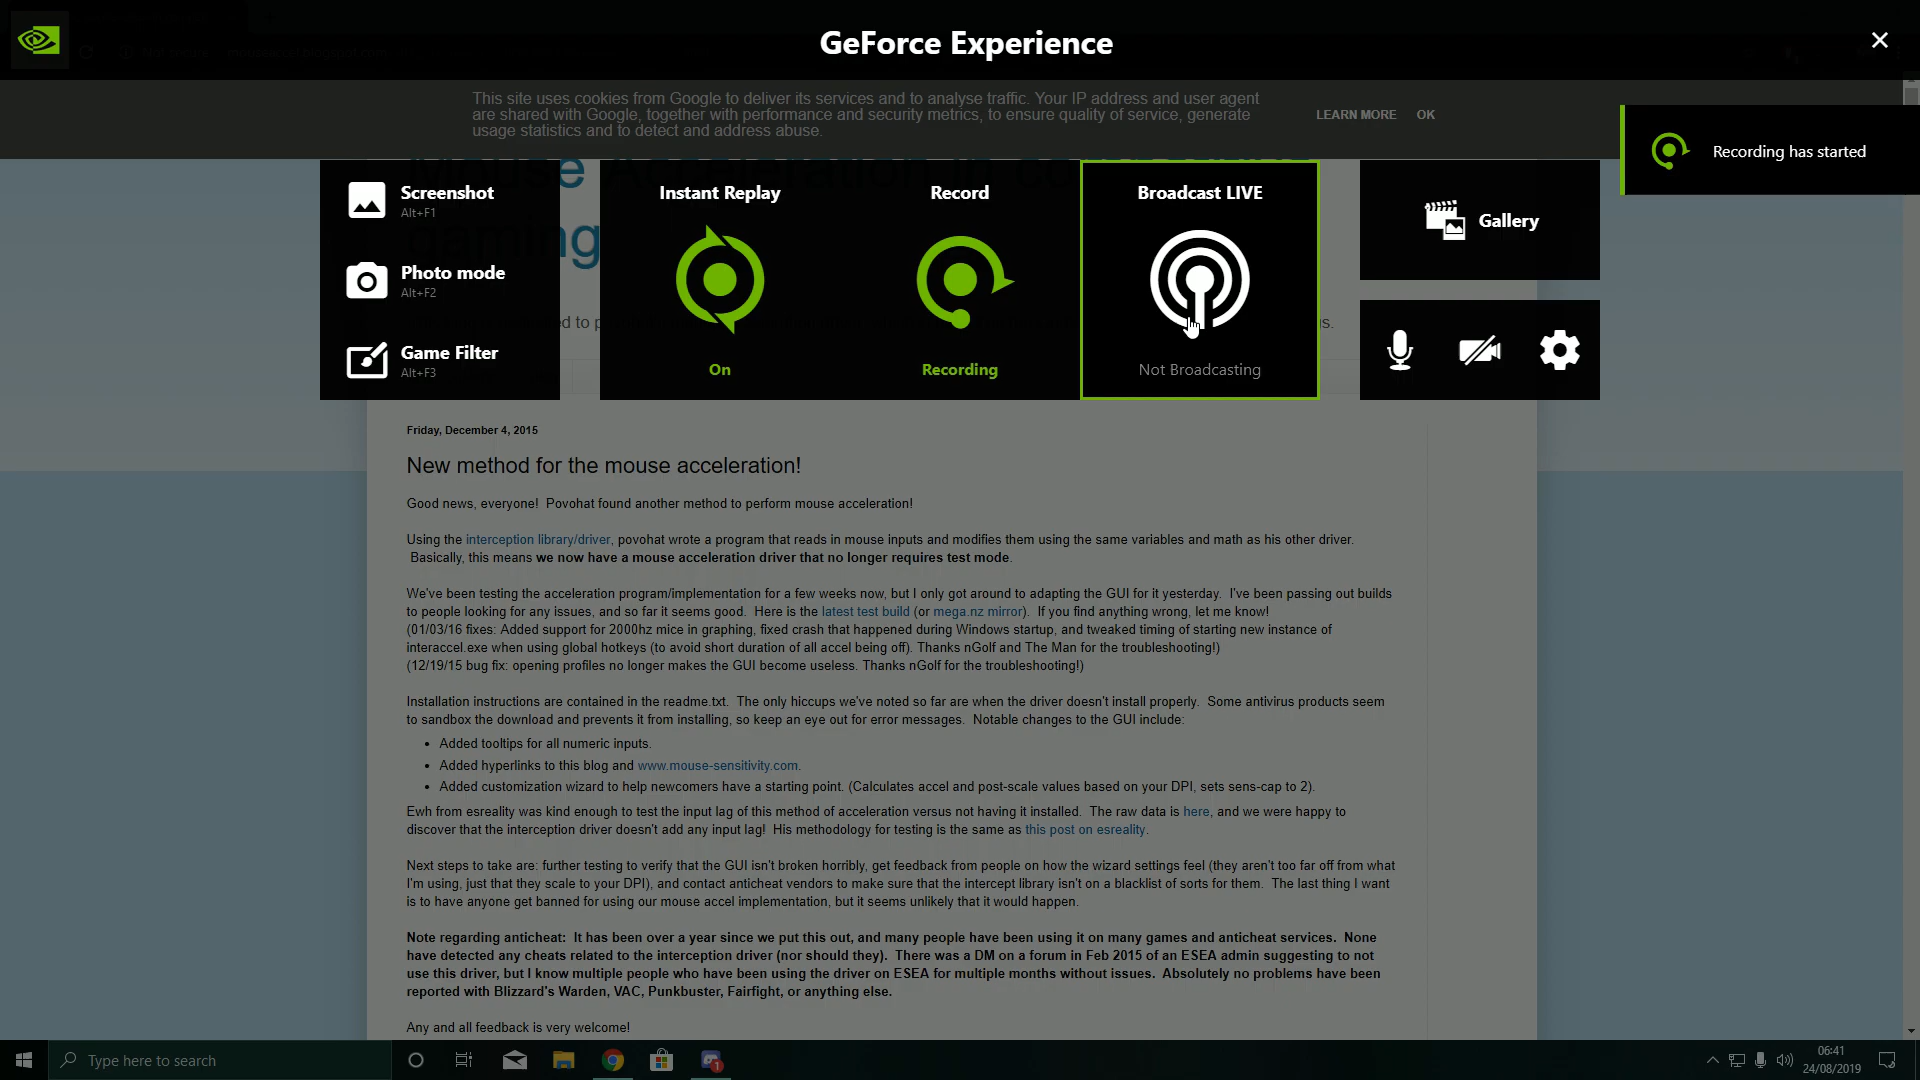 GeForce Experience
This site uses cookies from Google to deliver its services and to analyse traffic. Your IP address and user agent
are shared with Google, together with performance and security metrics, to ensure quality of service, generate
usage statistics and to detect and address abuse.
LEARN MORE OK
Recording has started
Screenshot
Alt+F1
Photo mode
Alt+F2
Game Filter
Alt+F3
Instant Replay
On
Record
Recording
Broadcast LIVE
Not Broadcasting
Gallery
gaming
Friday, December 4, 2015
New method for the mouse acceleration!
Good news, everyone! Povohat found another method to perform mouse acceleration!
Using the interception library/driver, povohat wrote a program that reads in mouse inputs and modifies them using the same variables and math as his other driver.
Basically, this means we now have a mouse acceleration driver that no longer requires test mode.
We've been testing the acceleration program/implementation for a few weeks now, but I only got around to adapting the GUI for it yesterday. I've been passing out builds
to people looking for any issues, and so far it seems good. Here is the latest test build (or mega.nz mirror). If you find anything wrong, let me know!
(01/03/16 fixes: Added support for 2000hz mice in graphing, fixed crash that happened during Windows startup, and tweaked timing of starting new instance of
interaccel.exe when using global hotkeys (to avoid short duration of all accel being off). Thanks nGolf and The Man for the troubleshooting!)
(12/19/15 bug fix: opening profiles no longer makes the GUI become useless. Thanks nGolf for the troubleshooting!)
Installation instructions are contained in the readme.txt. The only hiccups we've noted so far are when the driver doesn't install properly. Some antivirus products seem
to sandbox the download and prevents it from installing, so keep an eye out for error messages. Notable changes to the GUI include:
• Added tooltips for all numeric inputs.
• Added hyperlinks to this blog and www.mouse-sensitivity.com.
• Added customization wizard to help newcomers have a starting point. (Calculates accel and post-scale values based on your DPI, sets sens-cap to 2).
Ewh from esreality was kind enough to test the input lag of this method of acceleration versus not having it installed. The raw data is here, and we were happy to
discover that the interception driver doesn't add any input lag! His methodology for testing is the same as this post on esreality.
Next steps to take are: further testing to verify that the GUI isn't broken horribly, get feedback from people on how the wizard settings feel (they aren't too far off from what
I'm using, just that they scale to your DPI), and contact anticheat vendors to make sure that the intercept library isn't on a blacklist of sorts for them. The last thing I want
is to have anyone get banned for using our mouse accel implementation, but it seems unlikely that it would happen.
Note regarding anticheat: It has been over a year since we put this out, and many people have been using it on many games and anticheat services. None
have detected any cheats related to the interception driver (nor should they). There was a DM on a forum in Feb 2015 of an ESEA admin suggesting to not
use this driver, but I know multiple people who have been using the driver on ESEA for multiple months without issues. Absolutely no problems have been
reported with Blizzard's Warden, VAC, Punkbuster, Fairfight, or anything else.
Any and all feedback is very welcome!
Type here to search
1
06:41
24/08/2019